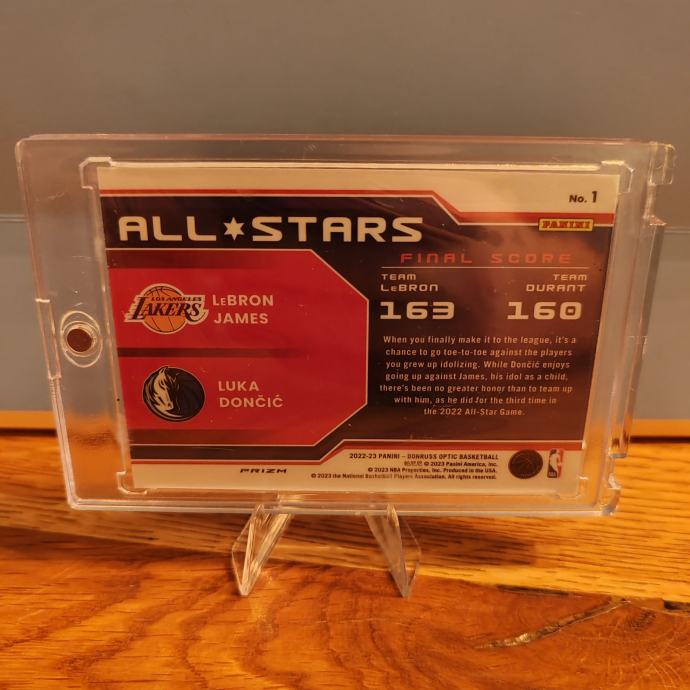 No. 1
PANINI
ALL★STARS
FINAL SCORE
TEAM LeBRON
TEAM DURANT
163
160
LOS ANGELES
LAKERS
LeBRON
JAMES
LUKA
DONČIĆ
When you finally make it to the league, it's a
chance to go toe-to-toe against the players
you grew up idolizing. While Dončić enjoys
going up against James, his idol as a child,
there's been no greater honor than to team up
with him, as he did for the third time in
the 2022 All-Star Game.
PRIZM
2022-23 PANINI – DONRUSS OPTIC BASKETBALL
© 2023 Panini America, Inc.
© 2023 NBA Properties, Inc. Produced in the USA.
© 2023 the National Basketball Players Association. All rights reserved.